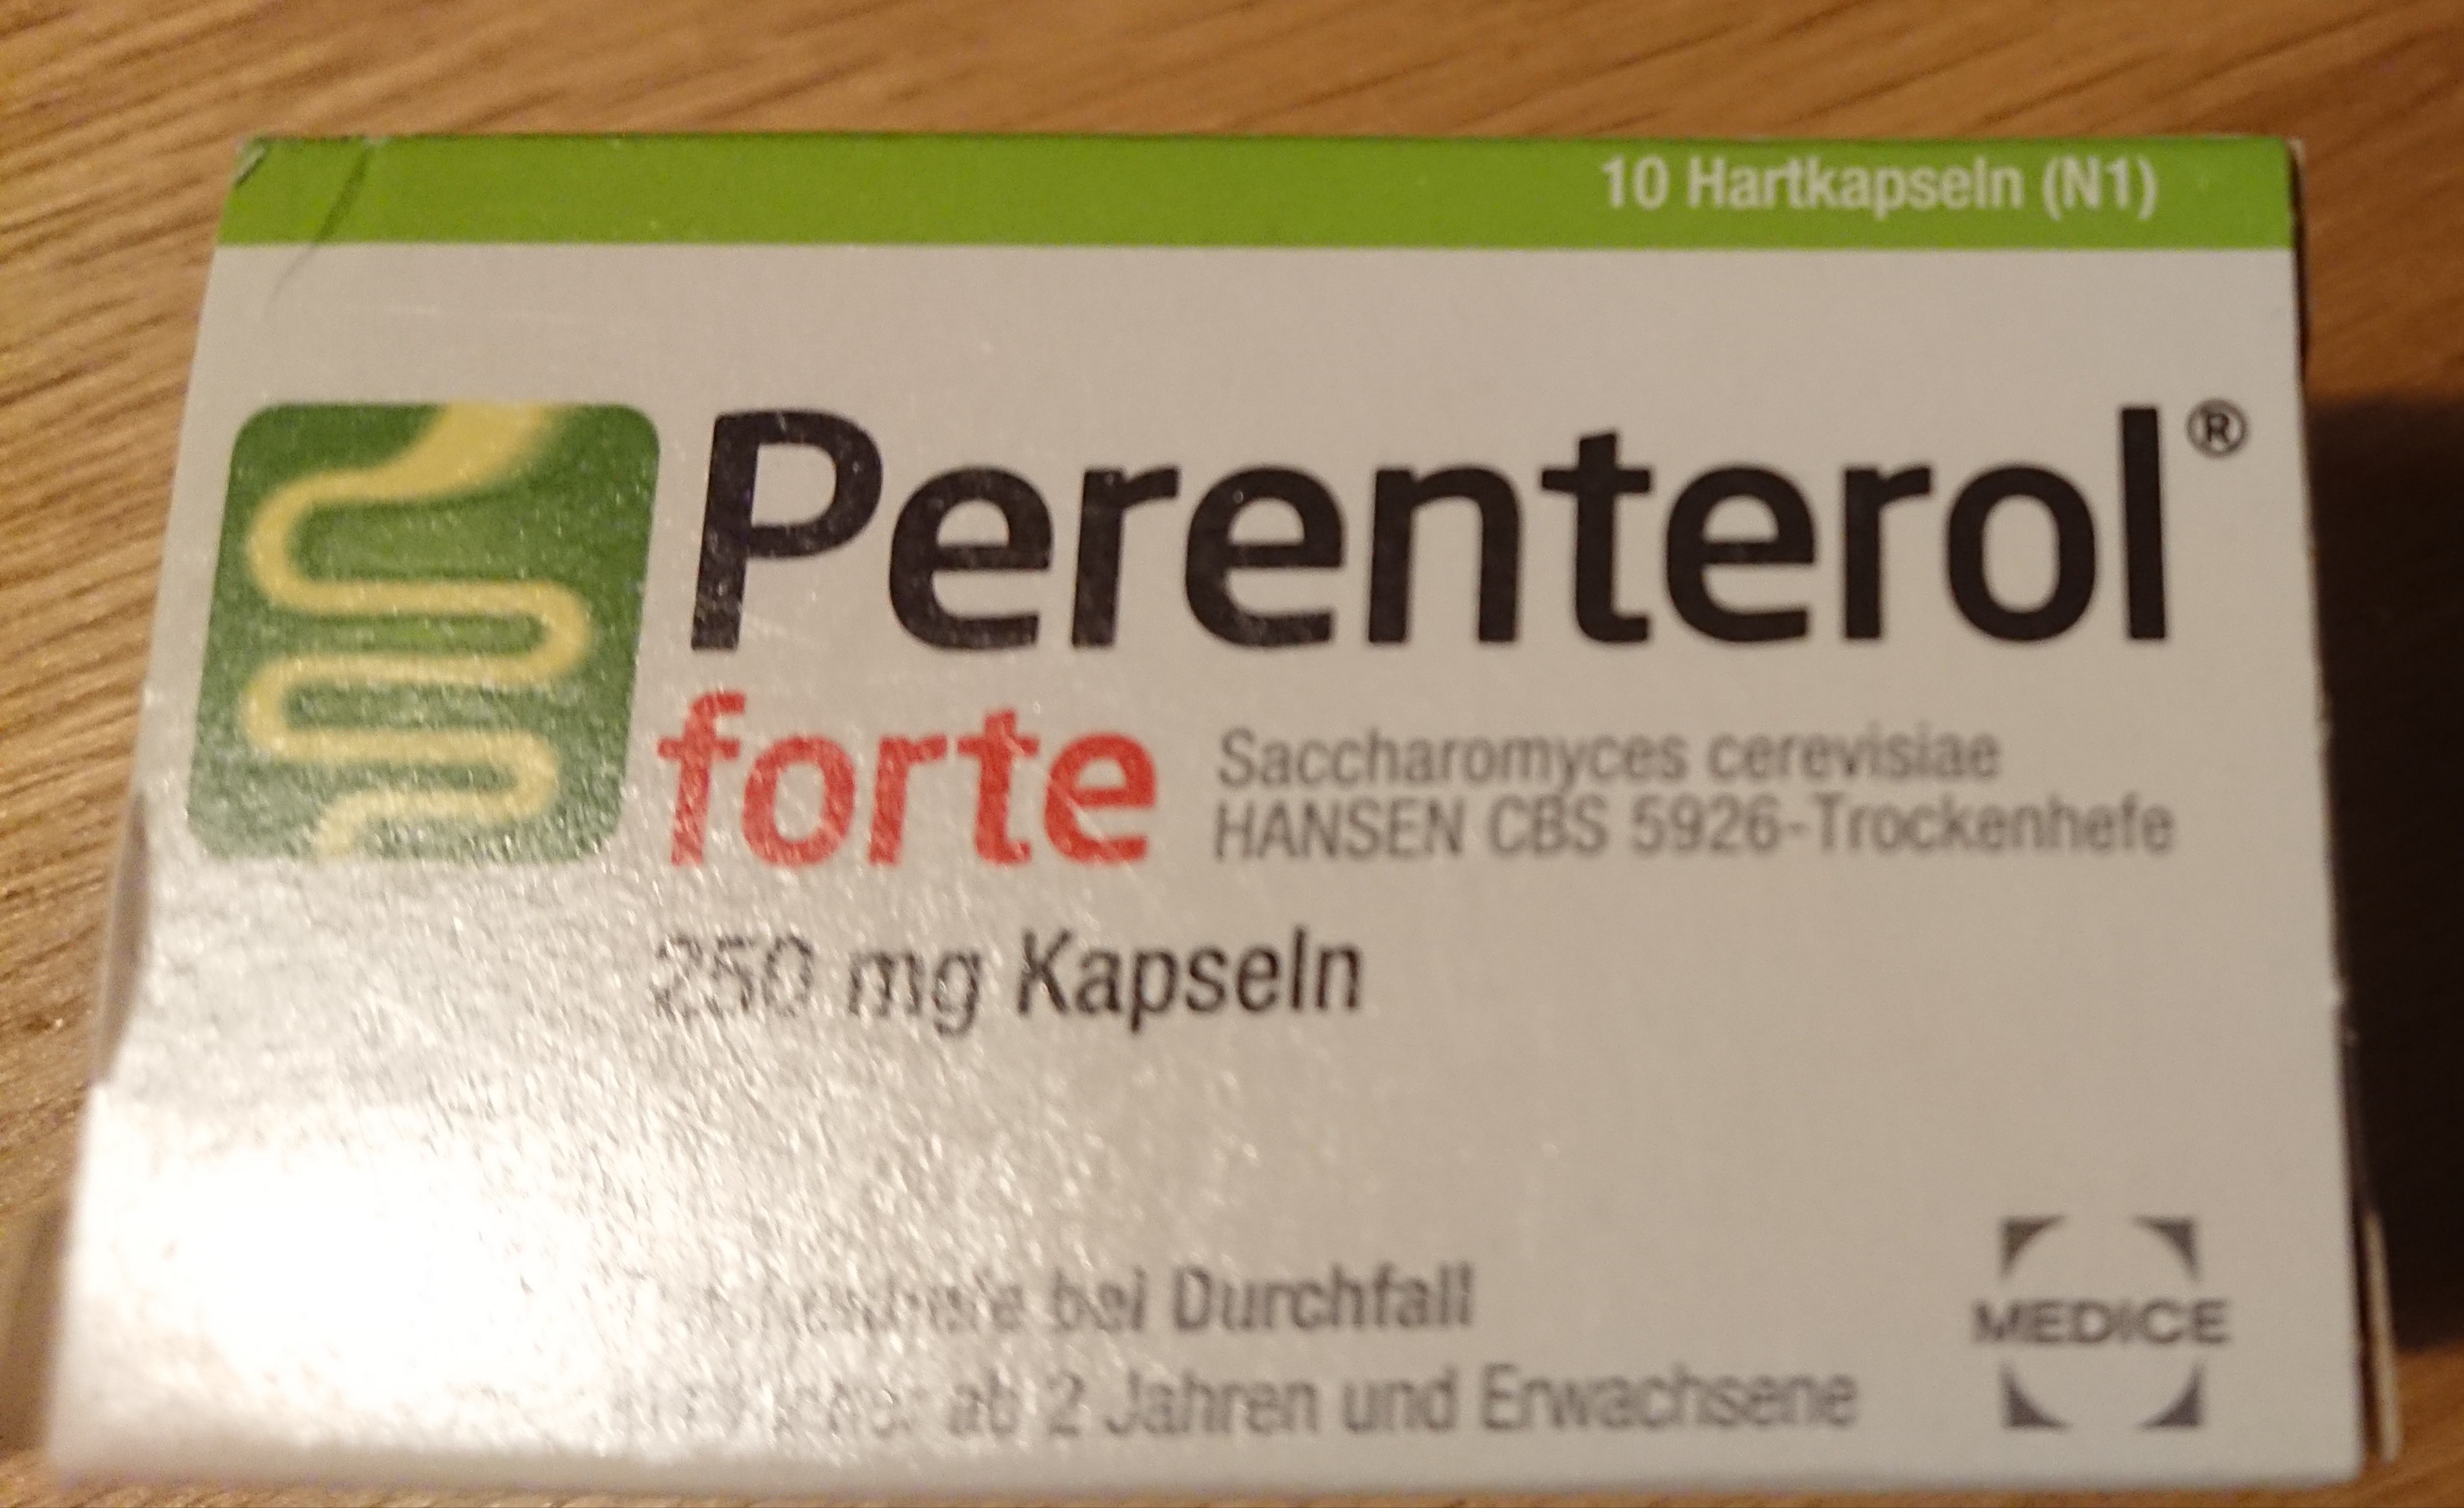 10 Hartkapseln (N1)
Perenterol®
forte
Saccharomyces cerevisiae
HANSEN CBS 5926-Trockenhefe
250 mg Kapseln
bei Durchfall
ab 2 Jahren und Erwachsene
MEDICE